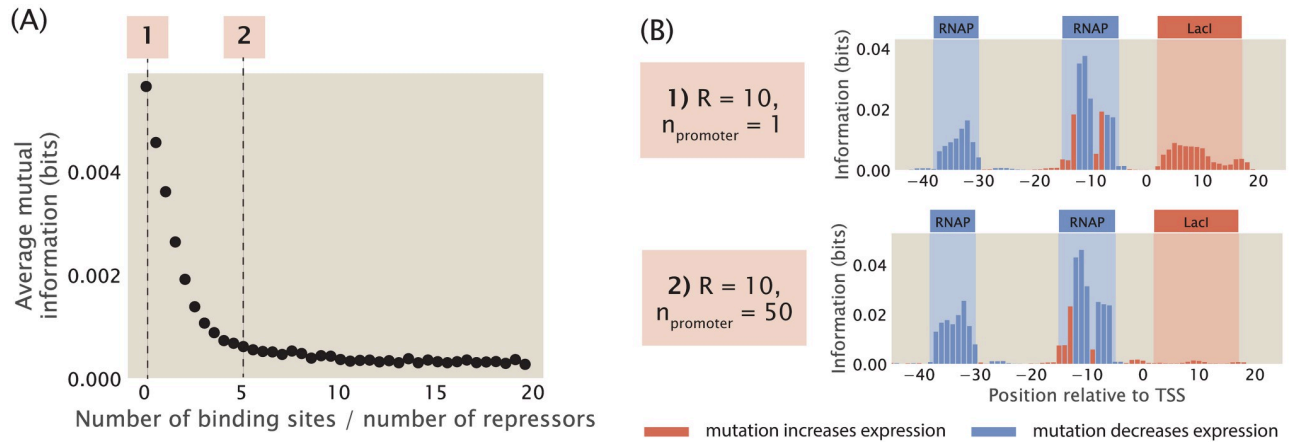 (A)
1
2
Average mutual
information (bits)
0.004
0.002
0.000
0
5
10
15
20
Number of binding sites / number of repressors
(B)
1) R = 10,
n_promoter = 1
RNAP
RNAP
LacI
Information (bits)
0.04
0.02
0.00
−40
−30
−20
−10
0
10
20
2) R = 10,
n_promoter = 50
RNAP
RNAP
LacI
Information (bits)
0.04
0.02
0.00
−40
−30
−20
−10
0
10
20
Position relative to TSS
mutation increases expression
mutation decreases expression